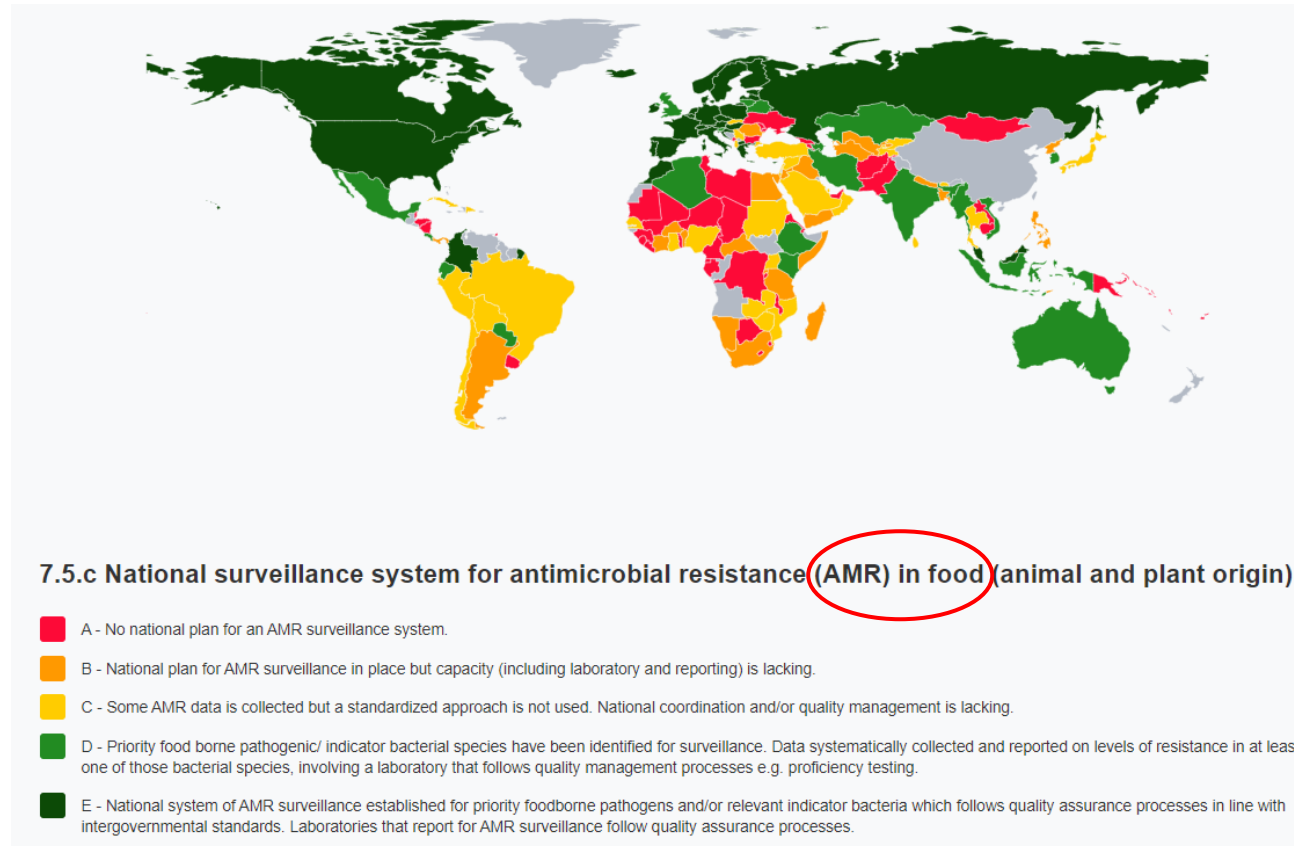 7.5.c National surveillance system for antimicrobial resistance (AMR) in food (animal and plant origin)
A - No national plan for an AMR surveillance system.
B - National plan for AMR surveillance in place but capacity (including laboratory and reporting) is lacking.
C - Some AMR data is collected but a standardized approach is not used. National coordination and/or quality management is lacking.
D - Priority food borne pathogenic/ indicator bacterial species have been identified for surveillance. Data systematically collected and reported on levels of resistance in at leas
one of those bacterial species, involving a laboratory that follows quality management processes e.g. proficiency testing.
E - National system of AMR surveillance established for priority foodborne pathogens and/or relevant indicator bacteria which follows quality assurance processes in line with
intergovernmental standards. Laboratories that report for AMR surveillance follow quality assurance processes.